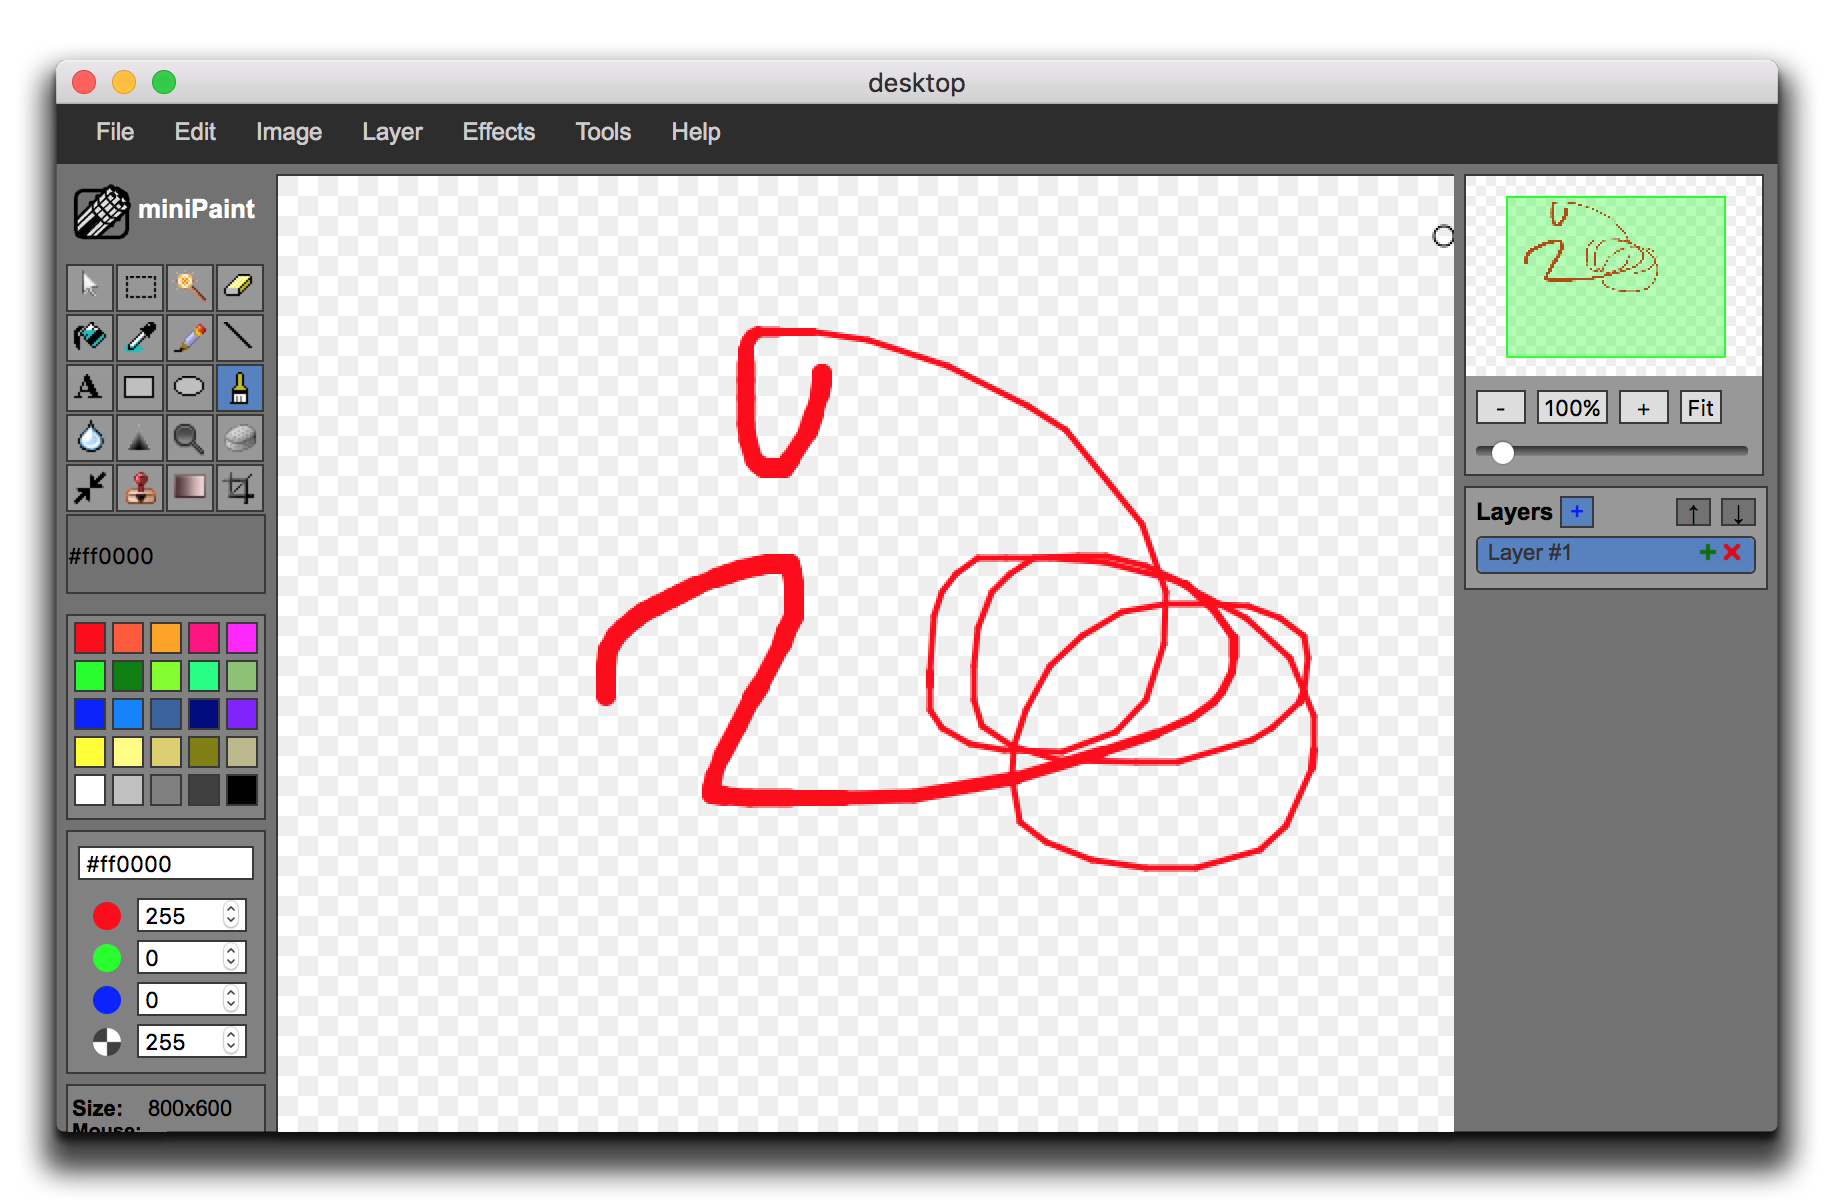 desktop
File Edit Image Layer Effects Tools Help
miniPaint
A
#ff0000
#ff0000
255
0
0
255
Size: 800x600
Mouse:
- 100% + Fit
Layers + ↑ ↓
Layer #1 + ×